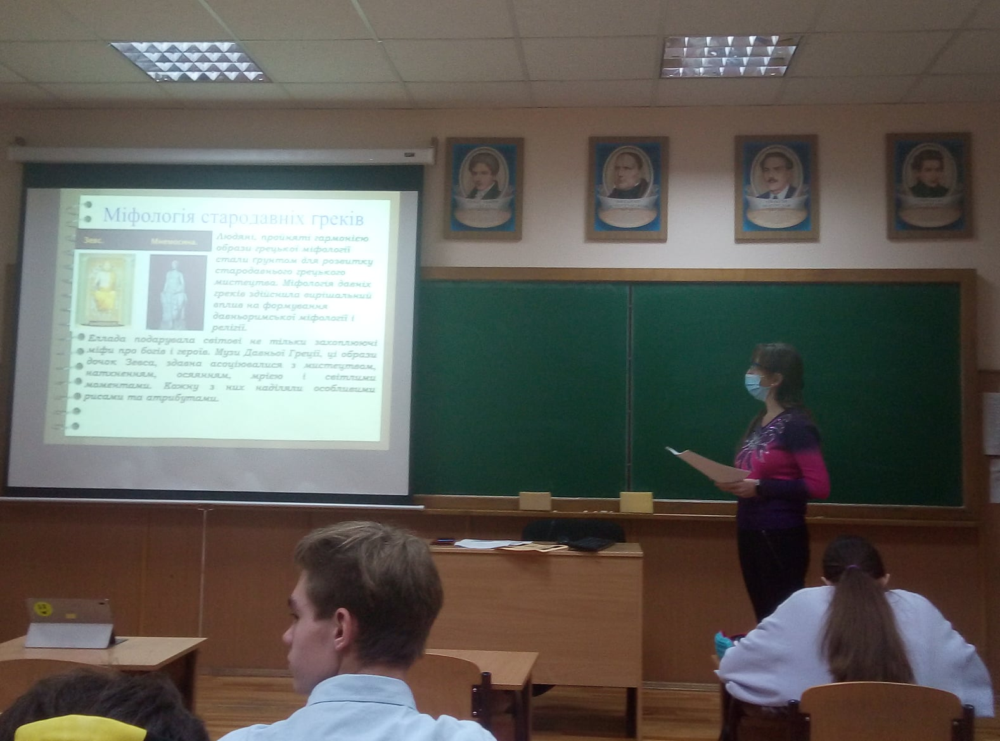 Міфологія стародавніх греків
Зевс.
Мнемосина.
Людяні, пройняті гармонією
образи грецької міфології
стали ґрунтом для розвитку
стародавнього грецького
мистецтва. Міфологія давніх
греків здійснила вирішальний
вплив на формування
давньоримської міфології і
релігії.
Еллада подарувала світові не тільки захоплюючі
міфи про богів і героїв. Музи Давньої Греції, ці образи
дочок Зевса, здавна асоціювалися з мистецтвом,
натхненням, осяянням, мрією і світлими
моментами. Кожну з них наділяли особливими
рисами та атрибутами.